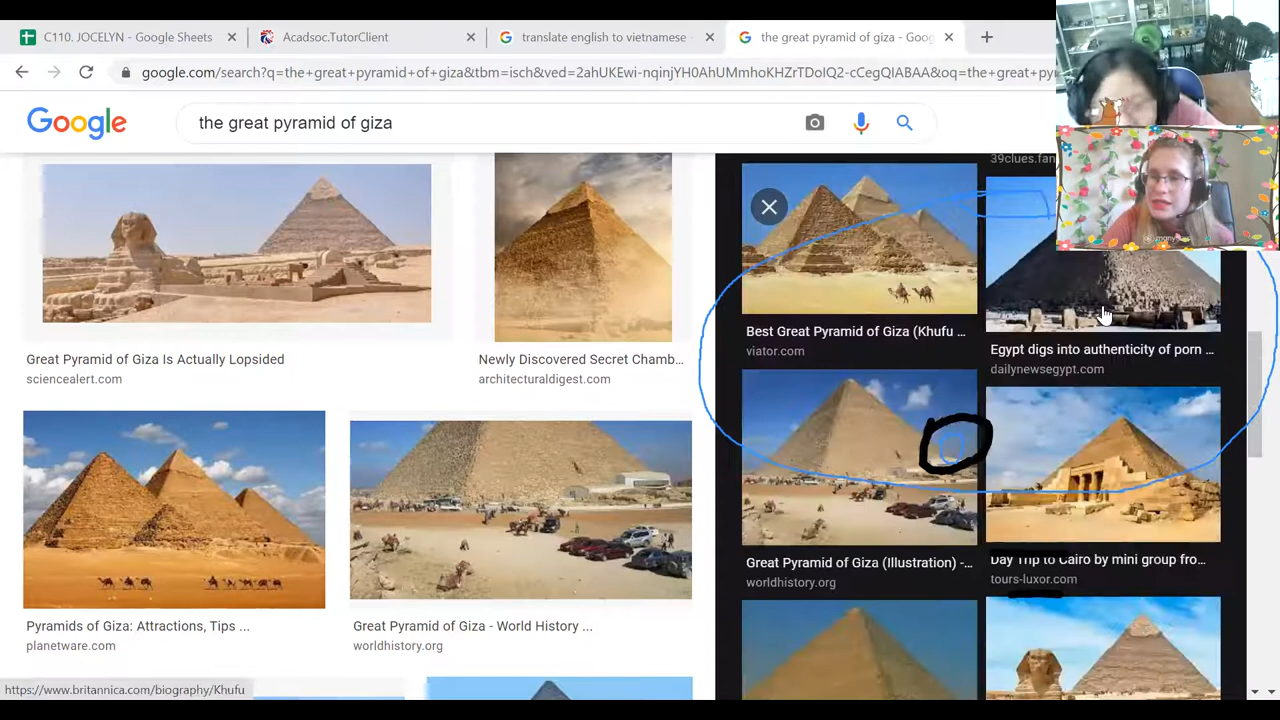 C110. JOCELYN - Google Sheets
Acadsoc.TutorClient
translate english to vietnamese -
the great pyramid of giza - Goog
google.com/search?q=the+great+pyramid+of+giza&tbm=isch&ved=2ahUKEwi-nqinjYH0AhUMmhoKHZrTDoIQ2-cCegQIABAA&oq=the+great+py
Google
the great pyramid of giza
39clues.fan
Great Pyramid of Giza Is Actually Lopsided
sciencealert.com
Newly Discovered Secret Chamb...
architecturaldigest.com
Best Great Pyramid of Giza (Khufu ...
viator.com
Egypt digs into authenticity of porn ...
dailynewsegypt.com
Pyramids of Giza: Attractions, Tips ...
planetware.com
Great Pyramid of Giza - World History ...
worldhistory.org
Great Pyramid of Giza (Illustration) -...
worldhistory.org
Day Trip to Cairo by mini group fro...
tours-luxor.com
https://www.britannica.com/biography/Khufu